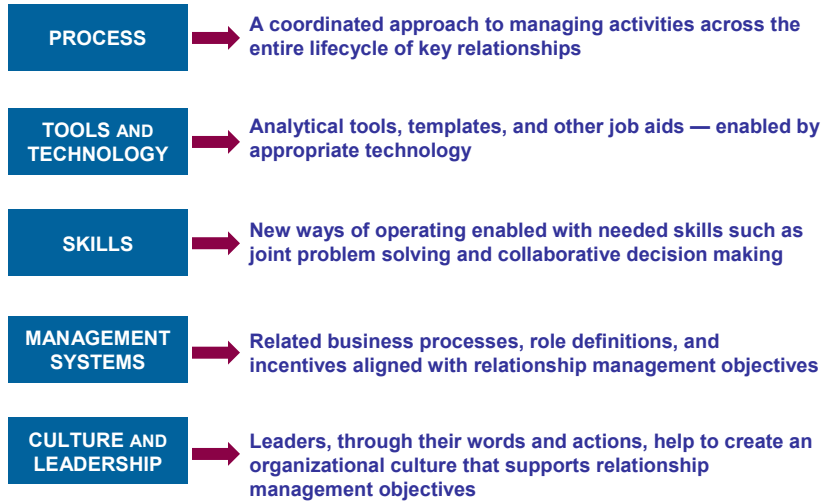 PROCESS
A coordinated approach to managing activities across the
entire lifecycle of key relationships
TOOLS AND
TECHNOLOGY
Analytical tools, templates, and other job aids — enabled by
appropriate technology
SKILLS
New ways of operating enabled with needed skills such as
joint problem solving and collaborative decision making
MANAGEMENT
SYSTEMS
Related business processes, role definitions, and
incentives aligned with relationship management objectives
CULTURE AND
LEADERSHIP
Leaders, through their words and actions, help to create an
organizational culture that supports relationship
management objectives